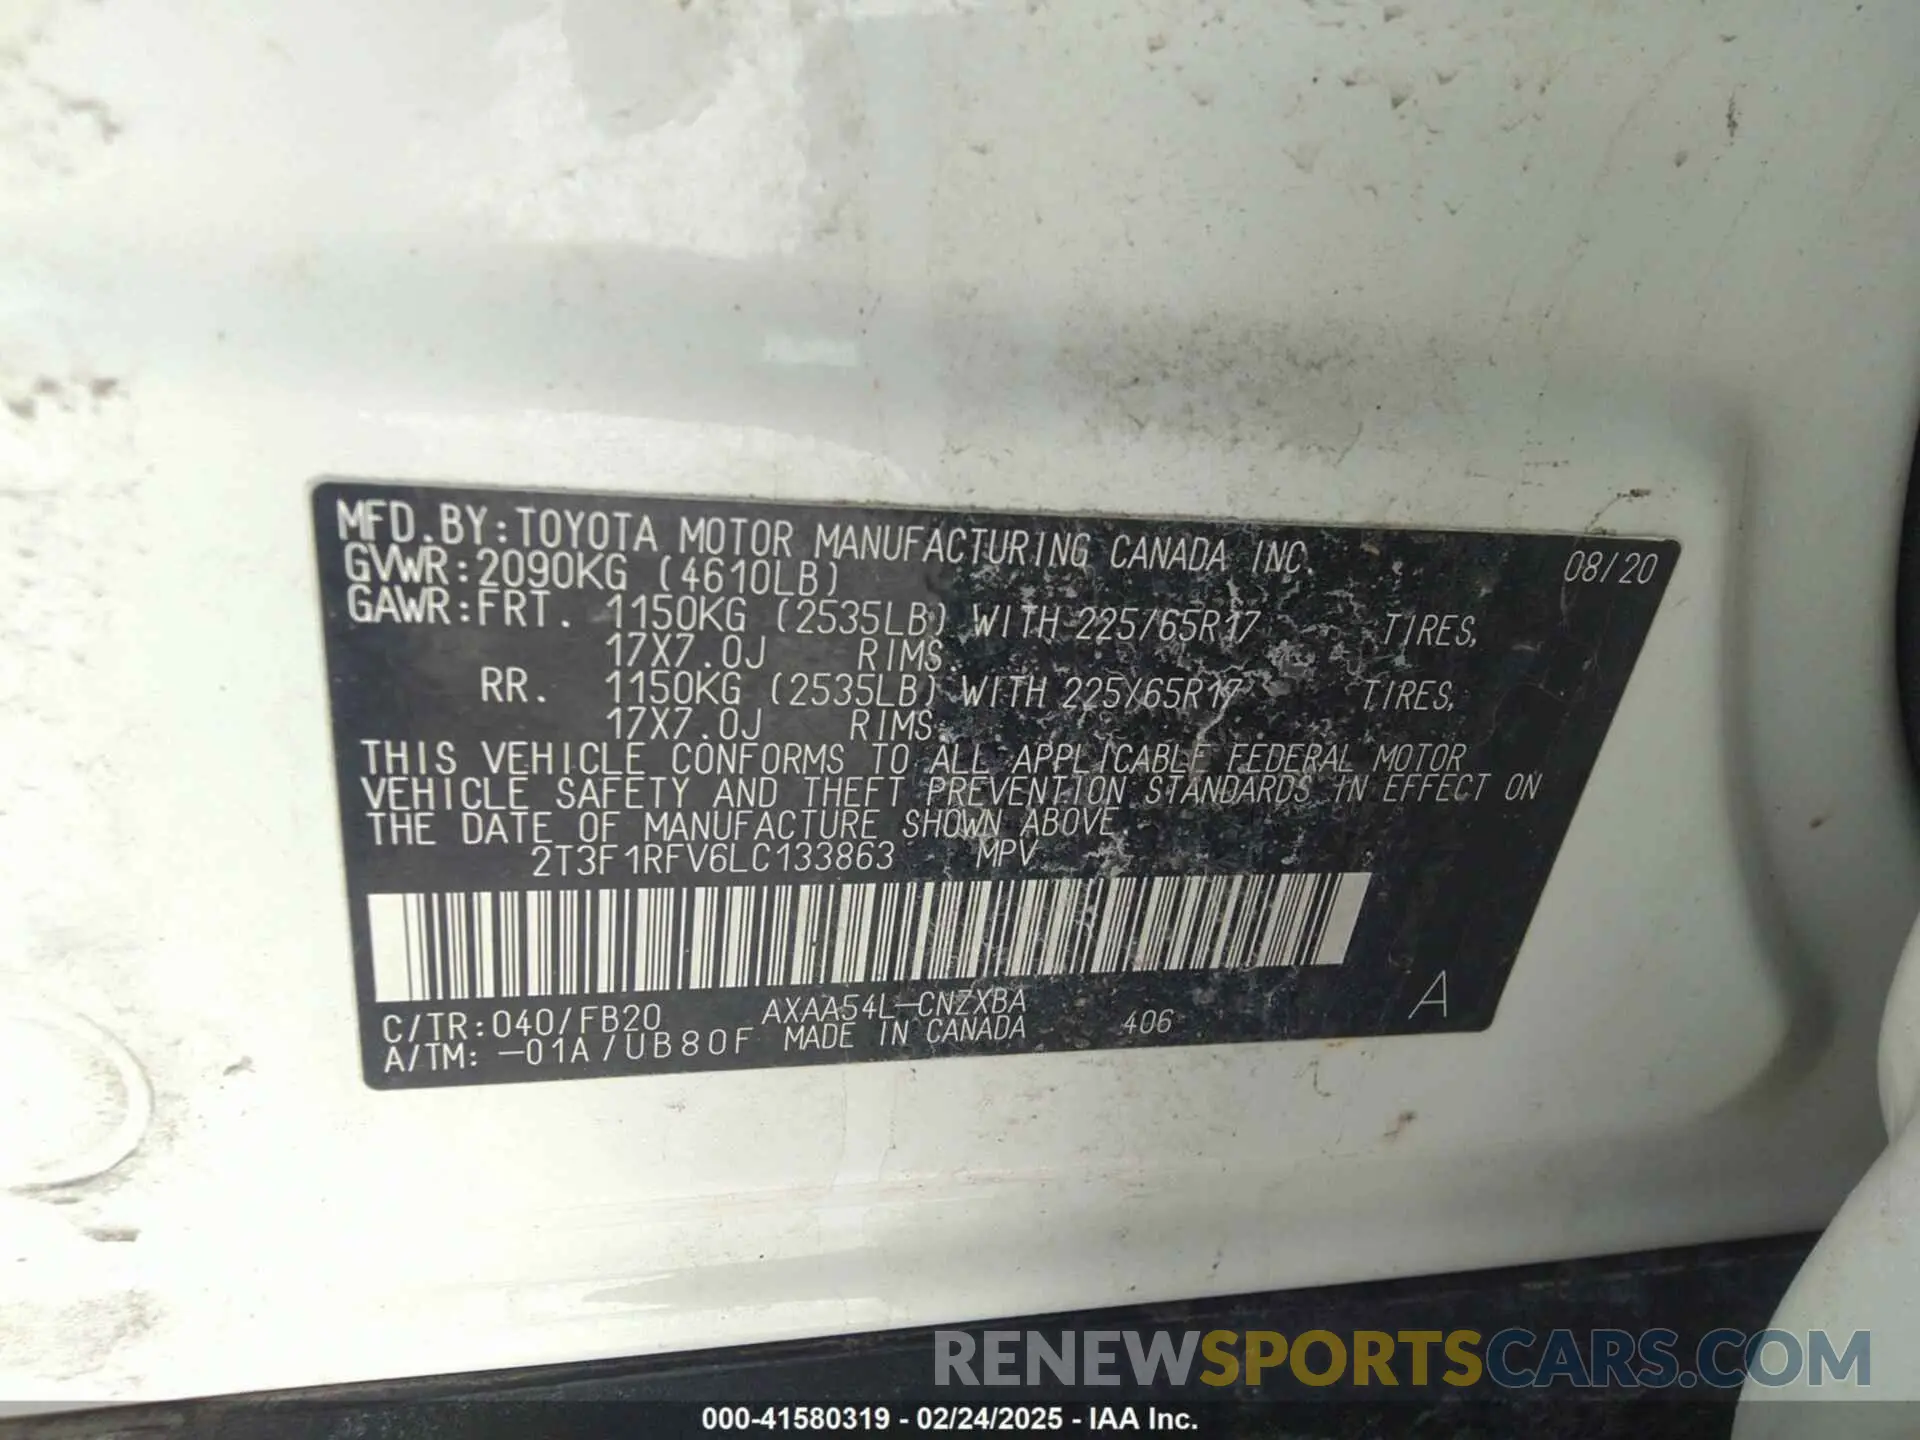 MFD.BY:TOYOTA MOTOR MANUFACTURING CANADA INC. 08/20
GVWR:2090KG (4610LB)
GAWR:FRT. 1150KG (2535LB) WITH 225/65R17 TIRES,
17X7.0J RIMS.
RR. 1150KG (2535LB) WITH 225/65R17 TIRES,
17X7.0J RIMS.
THIS VEHICLE CONFORMS TO ALL APPLICABLE FEDERAL MOTOR
VEHICLE SAFETY AND THEFT PREVENTION STANDARDS IN EFFECT ON
THE DATE OF MANUFACTURE SHOWN ABOVE.
2T3F1RFV6LC133863 MPV
C/TR:040/FB20 AXAA54L-CNZXBA 406 A
A/TM:-01A/UB80F MADE IN CANADA
RENEWSPORTSCARS.COM
000-41580319 - 02/24/2025 - IAA Inc.